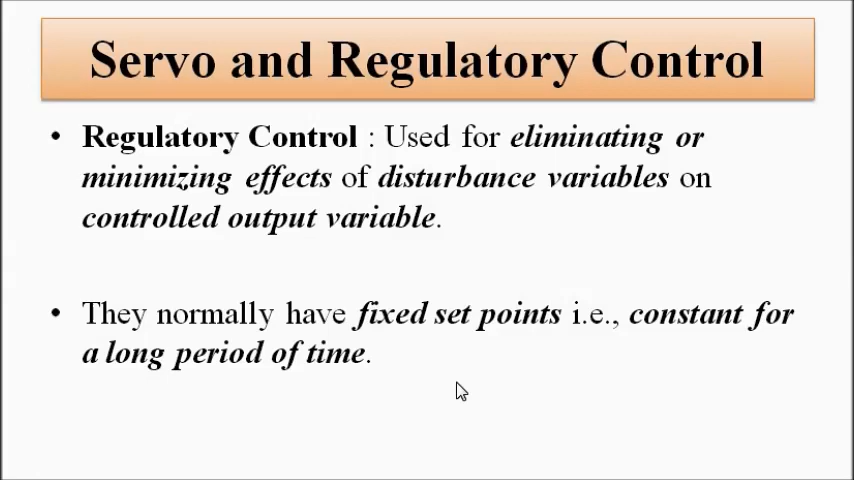 Servo and Regulatory Control
• Regulatory Control : Used for eliminating or
minimizing effects of disturbance variables on
controlled output variable.
• They normally have fixed set points i.e., constant for
a long period of time.